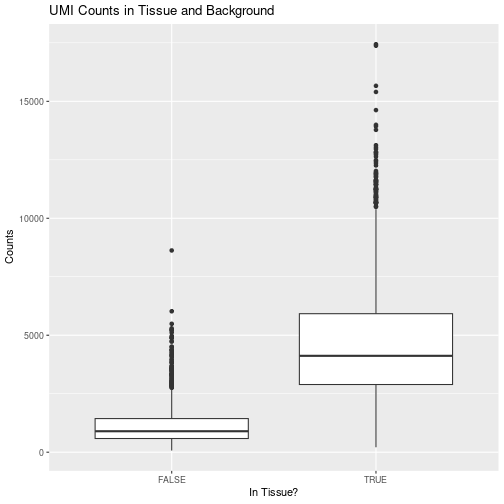 UMI Counts in Tissue and Background
Counts
15000
10000
5000
0
FALSE
TRUE
In Tissue?